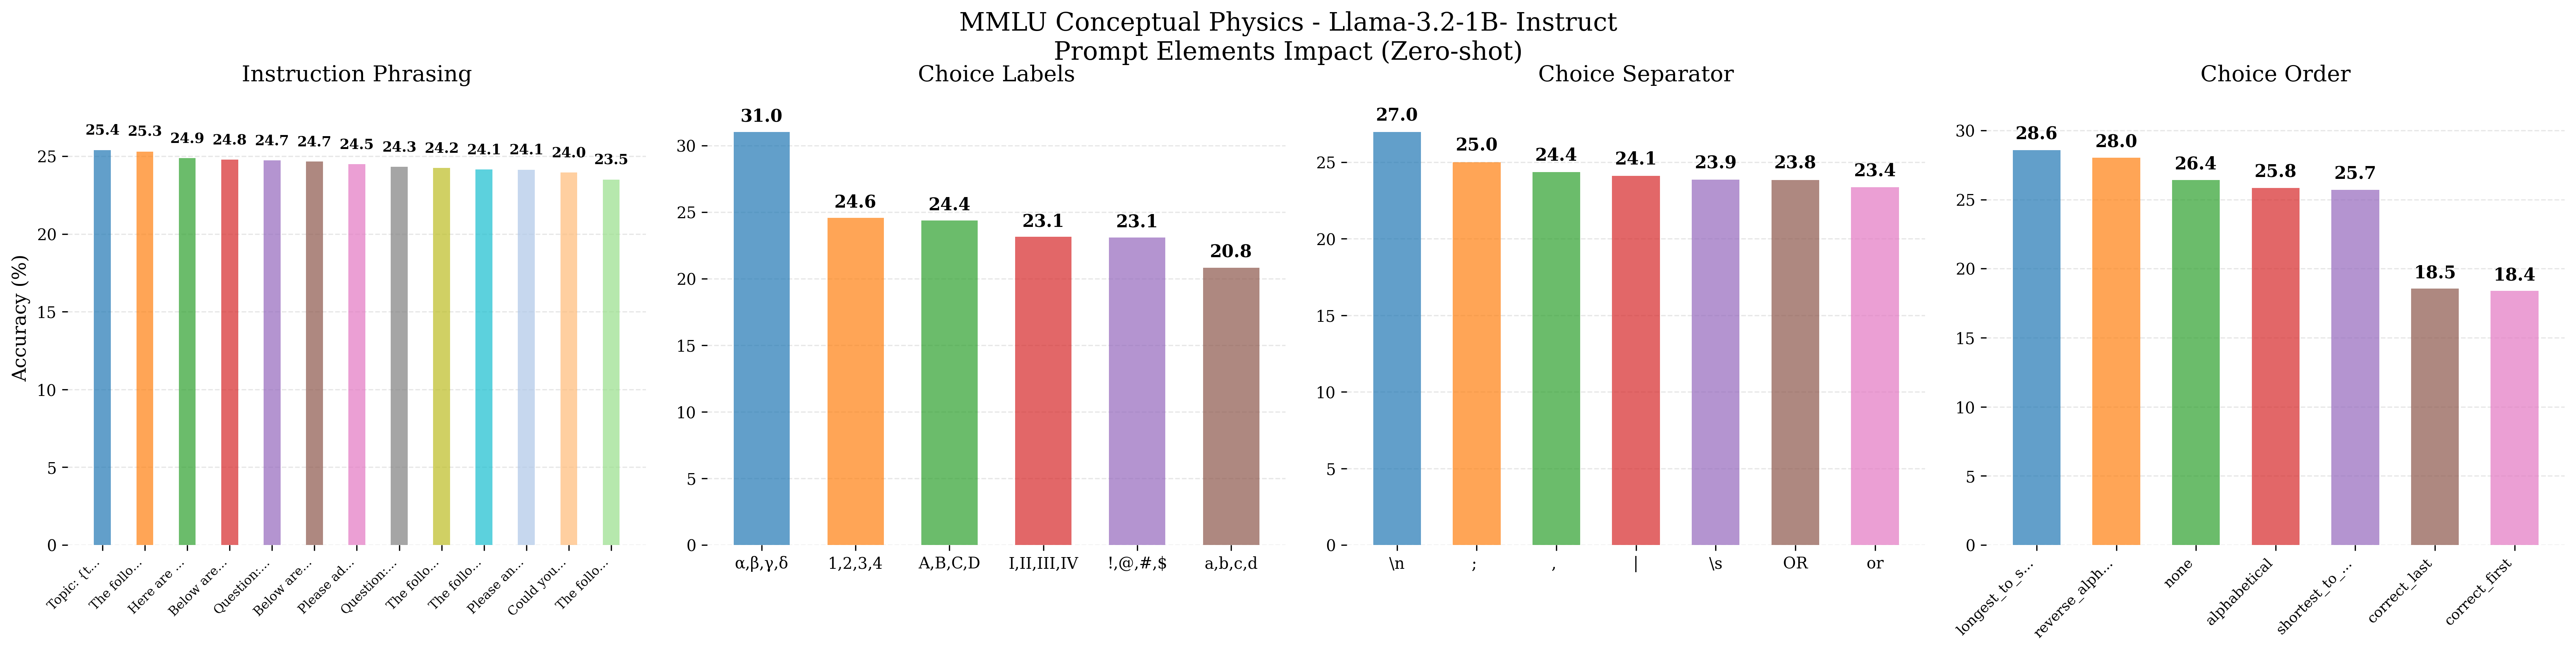 MMLU Conceptual Physics - Llama-3.2-1B- Instruct
Prompt Elements Impact (Zero-shot)
Instruction Phrasing
Accuracy (%)
25
20
15
10
5
0
25.4 25.3 24.9 24.8 24.7 24.7 24.5 24.3 24.2 24.1 24.1 24.0 23.5
Topic: {t... The follo... Here are ... Below are... Question:... Below are... Please ad... Question:... The follo... The follo... Please an... Could you... The follo...
Choice Labels
30
25
20
15
10
5
0
31.0 24.6 24.4 23.1 23.1 20.8
α,β,γ,δ 1,2,3,4 A,B,C,D I,II,III,IV !,@,#,$ a,b,c,d
Choice Separator
25
20
15
10
5
0
27.0 25.0 24.4 24.1 23.9 23.8 23.4
\n ; , | \s OR or
Choice Order
30
25
20
15
10
5
0
28.6 28.0 26.4 25.8 25.7 18.5 18.4
longest_to_s... reverse_alph... none alphabetical shortest_to_... correct_last correct_first